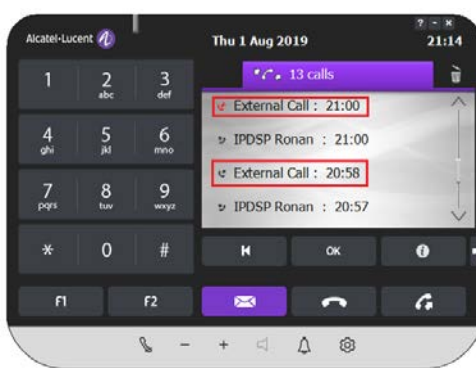 ? - ×
Alcatel•Lucent
Thu 1 Aug 2019
21:14
1
2 abc
3 def
13 calls
External Call : 21:00
4 ghi
5 jkl
6 mno
IPDSP Ronan : 21:00
External Call : 20:58
7 pqrs
8 tuv
9 wxyz
IPDSP Ronan : 20:57
*
0
#
OK
i
F1
F2
- +